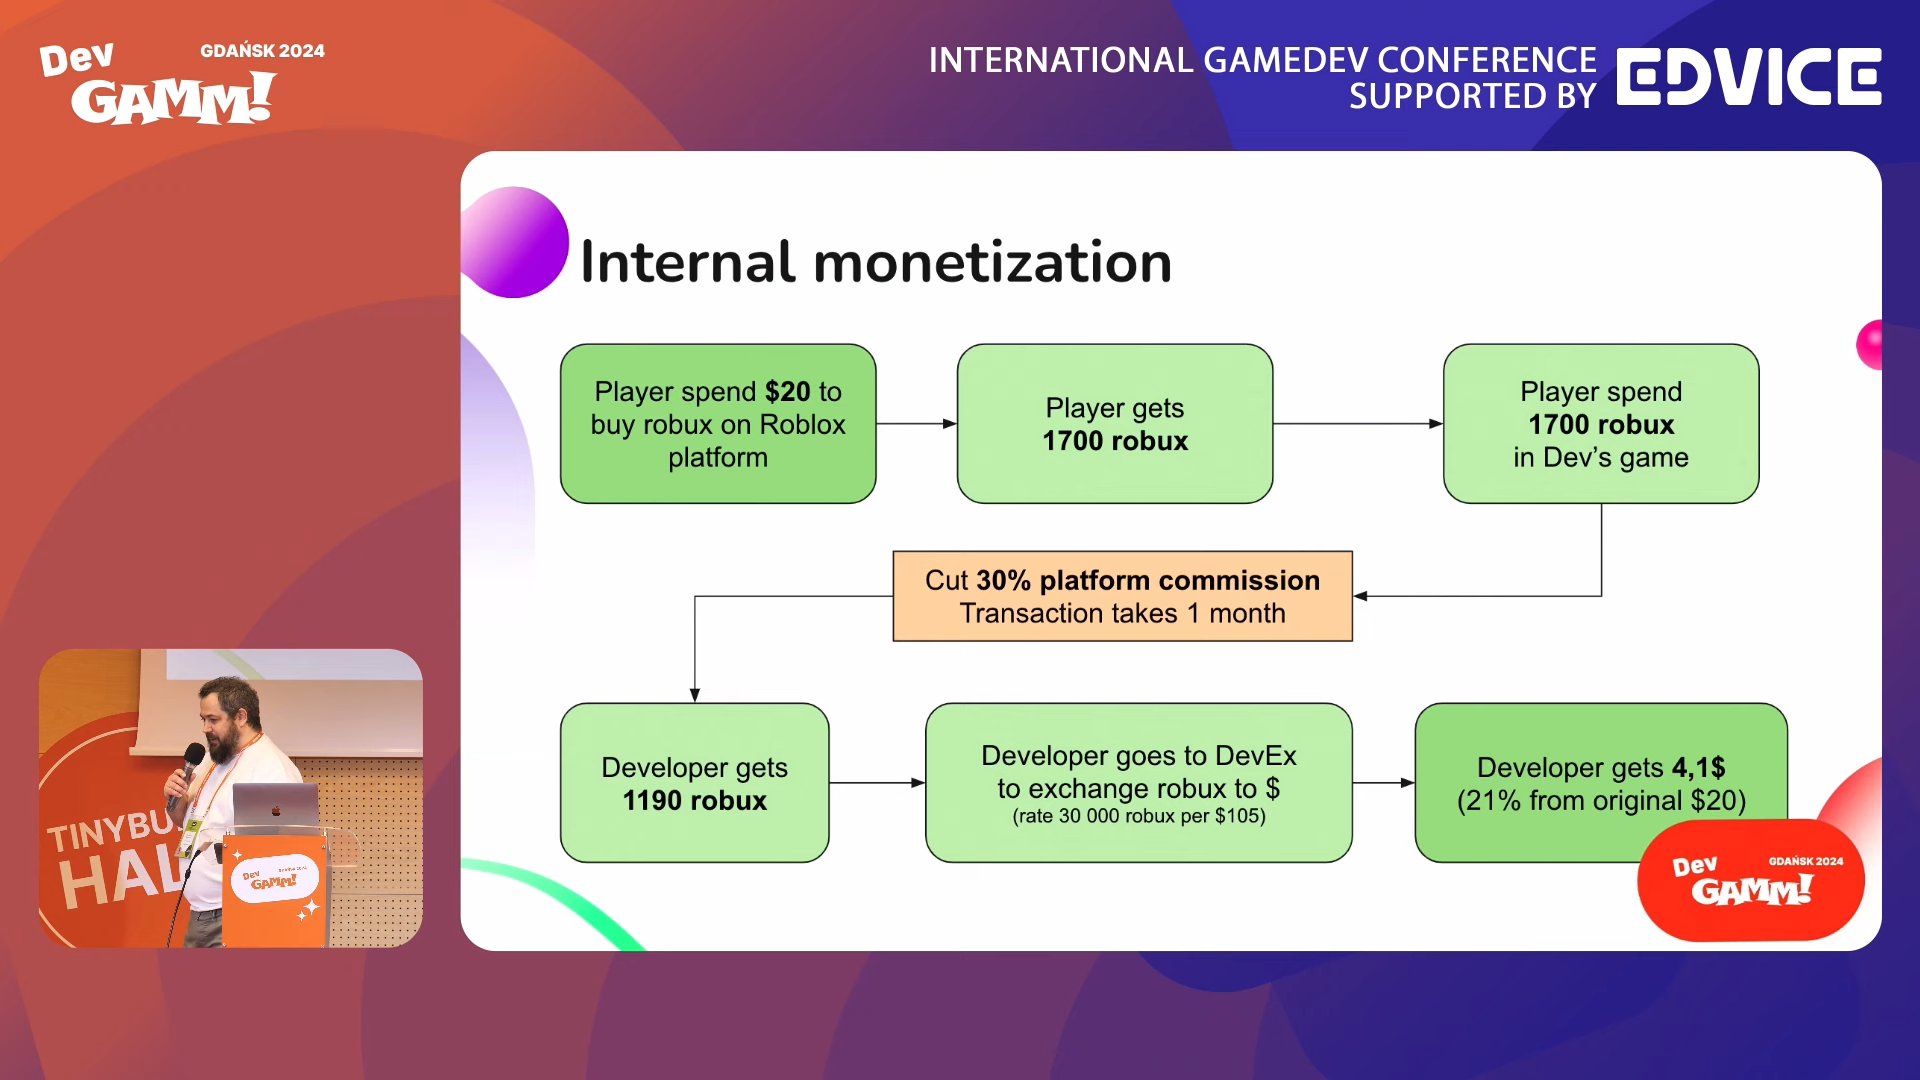 Dev
GAMM!
GDAŃSK 2024
INTERNATIONAL GAMEDEV CONFERENCE
SUPPORTED BY
EDVICE
Internal monetization
Player spend $20 to
buy robux on Roblox
platform
Player gets
1700 robux
Player spend
1700 robux
in Dev’s game
Cut 30% platform commission
Transaction takes 1 month
Developer gets
1190 robux
Developer goes to DevEx
to exchange robux to $
(rate 30 000 robux per $105)
Developer gets 4,1$
(21% from original $20)
Dev
GAMM!
GDAŃSK 2024
TINYBU
HAL
Dev
GAMM!